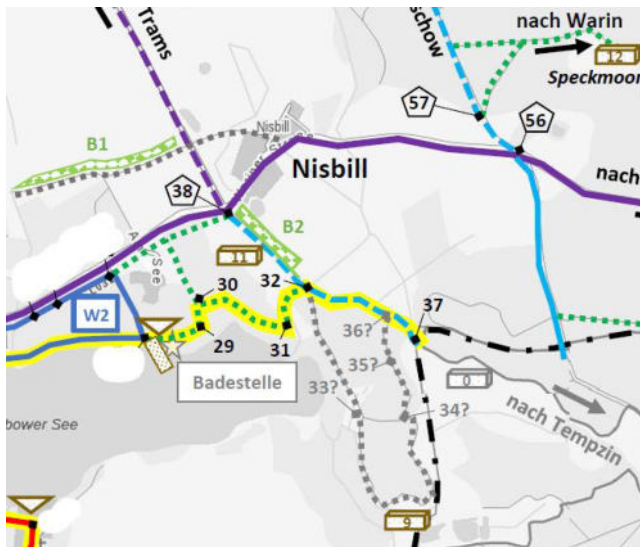 Trams
schow
nach Warin
12
Speckmoor
57
56
B1
Nisbill
Nisbill
nach
38
B2
11
30
32
37
W2
29
31
36?
35?
Badestelle
0
33?
34?
nach Tempzin
bower See
9